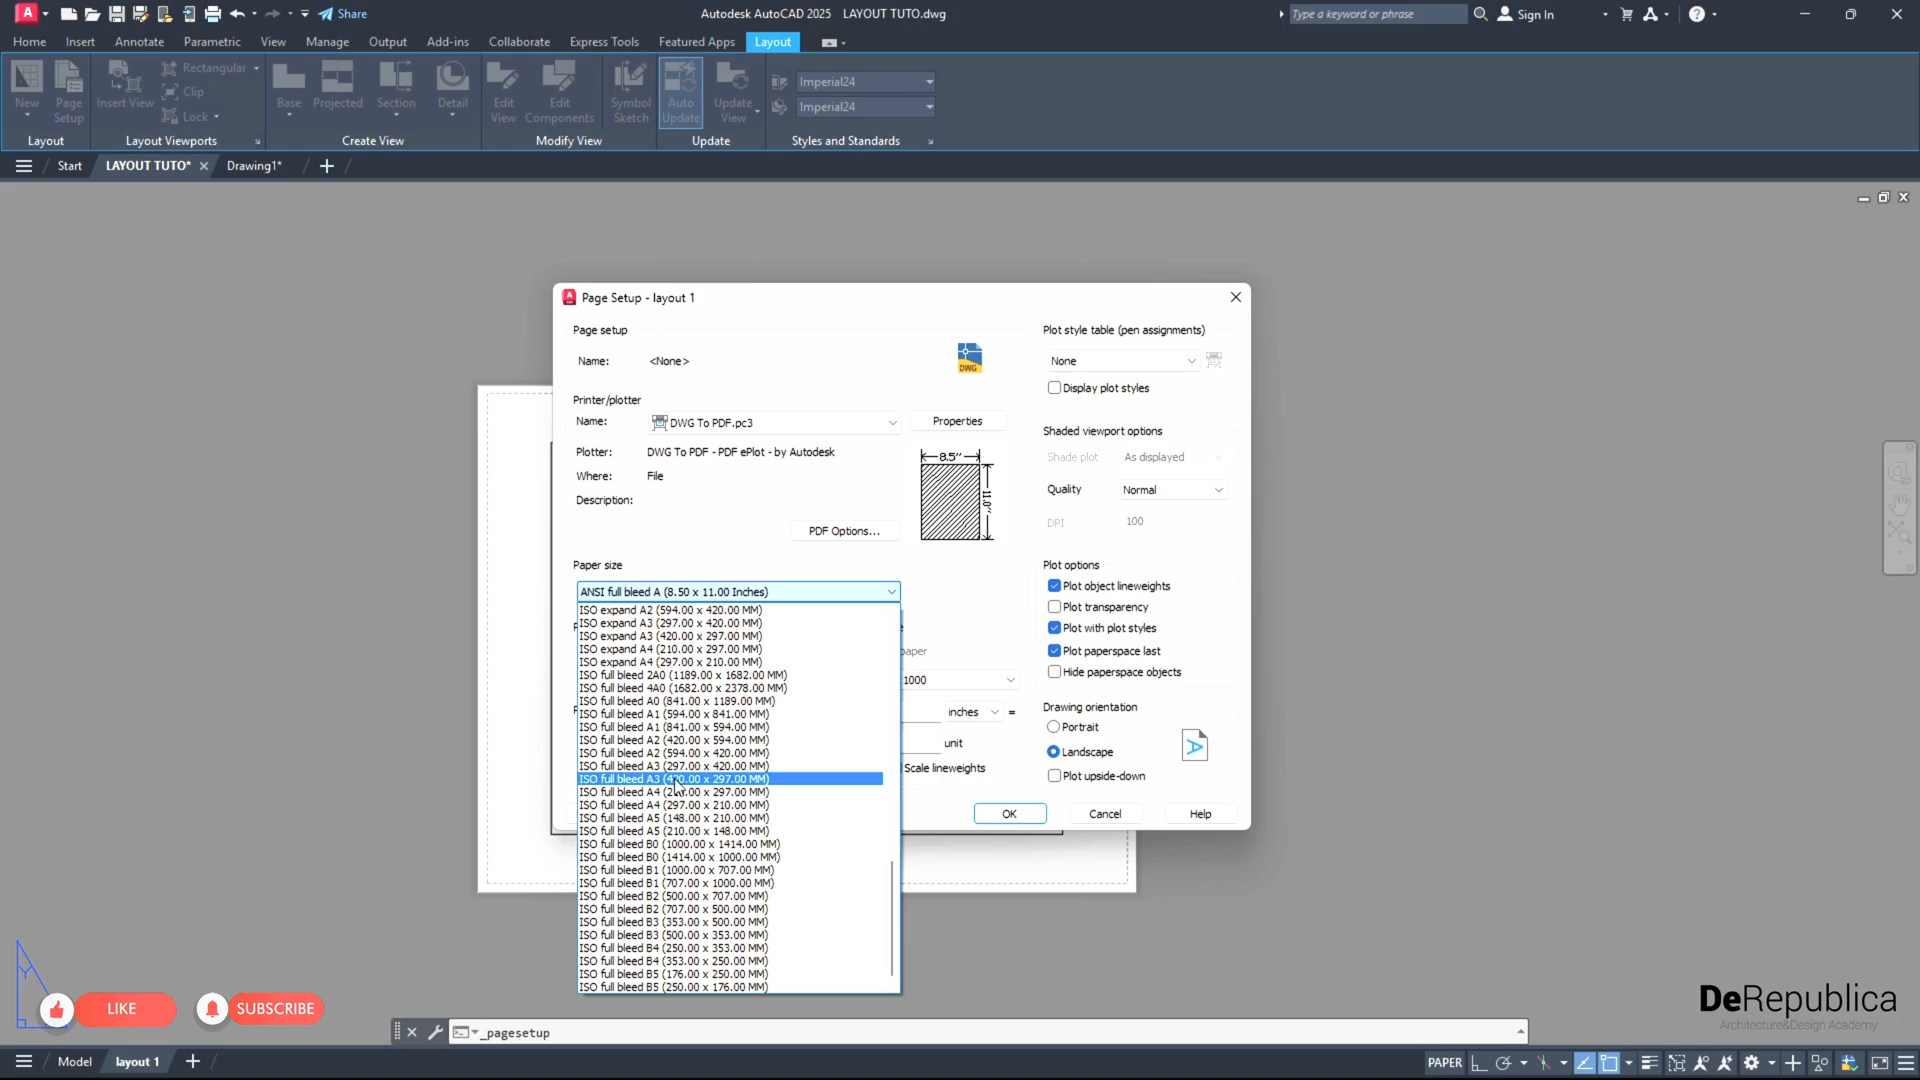 Share
Autodesk AutoCAD 2025 LAYOUT TUTO.dwg
Type a keyword or phrase
Sign In
Home Insert Annotate Parametric View Manage Output Add-ins Collaborate Express Tools Featured Apps Layout
New
Page Setup
Insert View
Rectangular
Clip
Lock
Base
Projected
Section
Detail
Edit View
Edit Components
Symbol Sketch
Auto Update
Update View
Imperial24
Imperial24
Layout Layout Viewports Create View Modify View Update Styles and Standards
Start LAYOUT TUTO* Drawing1*
Page Setup - layout 1
Page setup
Name: <None>
DWG
Printer/plotter
Name: DWG To PDF.pc3
Properties
Plotter: DWG To PDF - PDF ePlot - by Autodesk
Where: File
Description:
PDF Options...
8.5"
11.0"
Paper size
ANSI full bleed A (8.50 x 11.00 Inches)
ISO expand A2 (594.00 x 420.00 MM)
ISO expand A3 (297.00 x 420.00 MM)
ISO expand A3 (420.00 x 297.00 MM)
ISO expand A4 (210.00 x 297.00 MM)
ISO expand A4 (297.00 x 210.00 MM)
ISO full bleed 2A0 (1189.00 x 1682.00 MM)
ISO full bleed 4A0 (1682.00 x 2378.00 MM)
ISO full bleed A0 (841.00 x 1189.00 MM)
ISO full bleed A1 (594.00 x 841.00 MM)
ISO full bleed A1 (841.00 x 594.00 MM)
ISO full bleed A2 (420.00 x 594.00 MM)
ISO full bleed A2 (594.00 x 420.00 MM)
ISO full bleed A3 (297.00 x 420.00 MM)
ISO full bleed A3 (420.00 x 297.00 MM)
ISO full bleed A4 (210.00 x 297.00 MM)
ISO full bleed A4 (297.00 x 210.00 MM)
ISO full bleed A5 (148.00 x 210.00 MM)
ISO full bleed A5 (210.00 x 148.00 MM)
ISO full bleed B0 (1000.00 x 1414.00 MM)
ISO full bleed B0 (1414.00 x 1000.00 MM)
ISO full bleed B1 (1000.00 x 707.00 MM)
ISO full bleed B1 (707.00 x 1000.00 MM)
ISO full bleed B2 (500.00 x 707.00 MM)
ISO full bleed B2 (707.00 x 500.00 MM)
ISO full bleed B3 (353.00 x 500.00 MM)
ISO full bleed B3 (500.00 x 353.00 MM)
ISO full bleed B4 (250.00 x 353.00 MM)
ISO full bleed B4 (353.00 x 250.00 MM)
ISO full bleed B5 (176.00 x 250.00 MM)
ISO full bleed B5 (250.00 x 176.00 MM)
paper
1000
inches =
unit
Scale lineweights
Plot style table (pen assignments)
None
Display plot styles
Shaded viewport options
Shade plot As displayed
Quality Normal
DPI 100
Plot options
Plot object lineweights
Plot transparency
Plot with plot styles
Plot paperspace last
Hide paperspace objects
Drawing orientation
Portrait
Landscape
Plot upside-down
OK Cancel Help
LIKE
SUBSCRIBE
_pagesetup
DeRepublica
Architecture&Design Academy
Model layout 1
PAPER